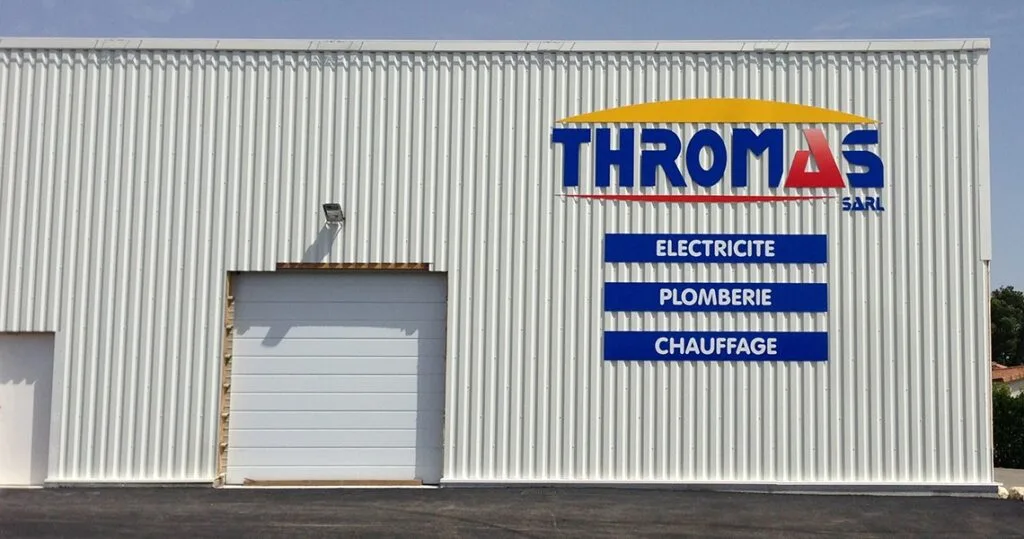 THROMAS
SARL
ELECTRICITE
PLOMBERIE
CHAUFFAGE